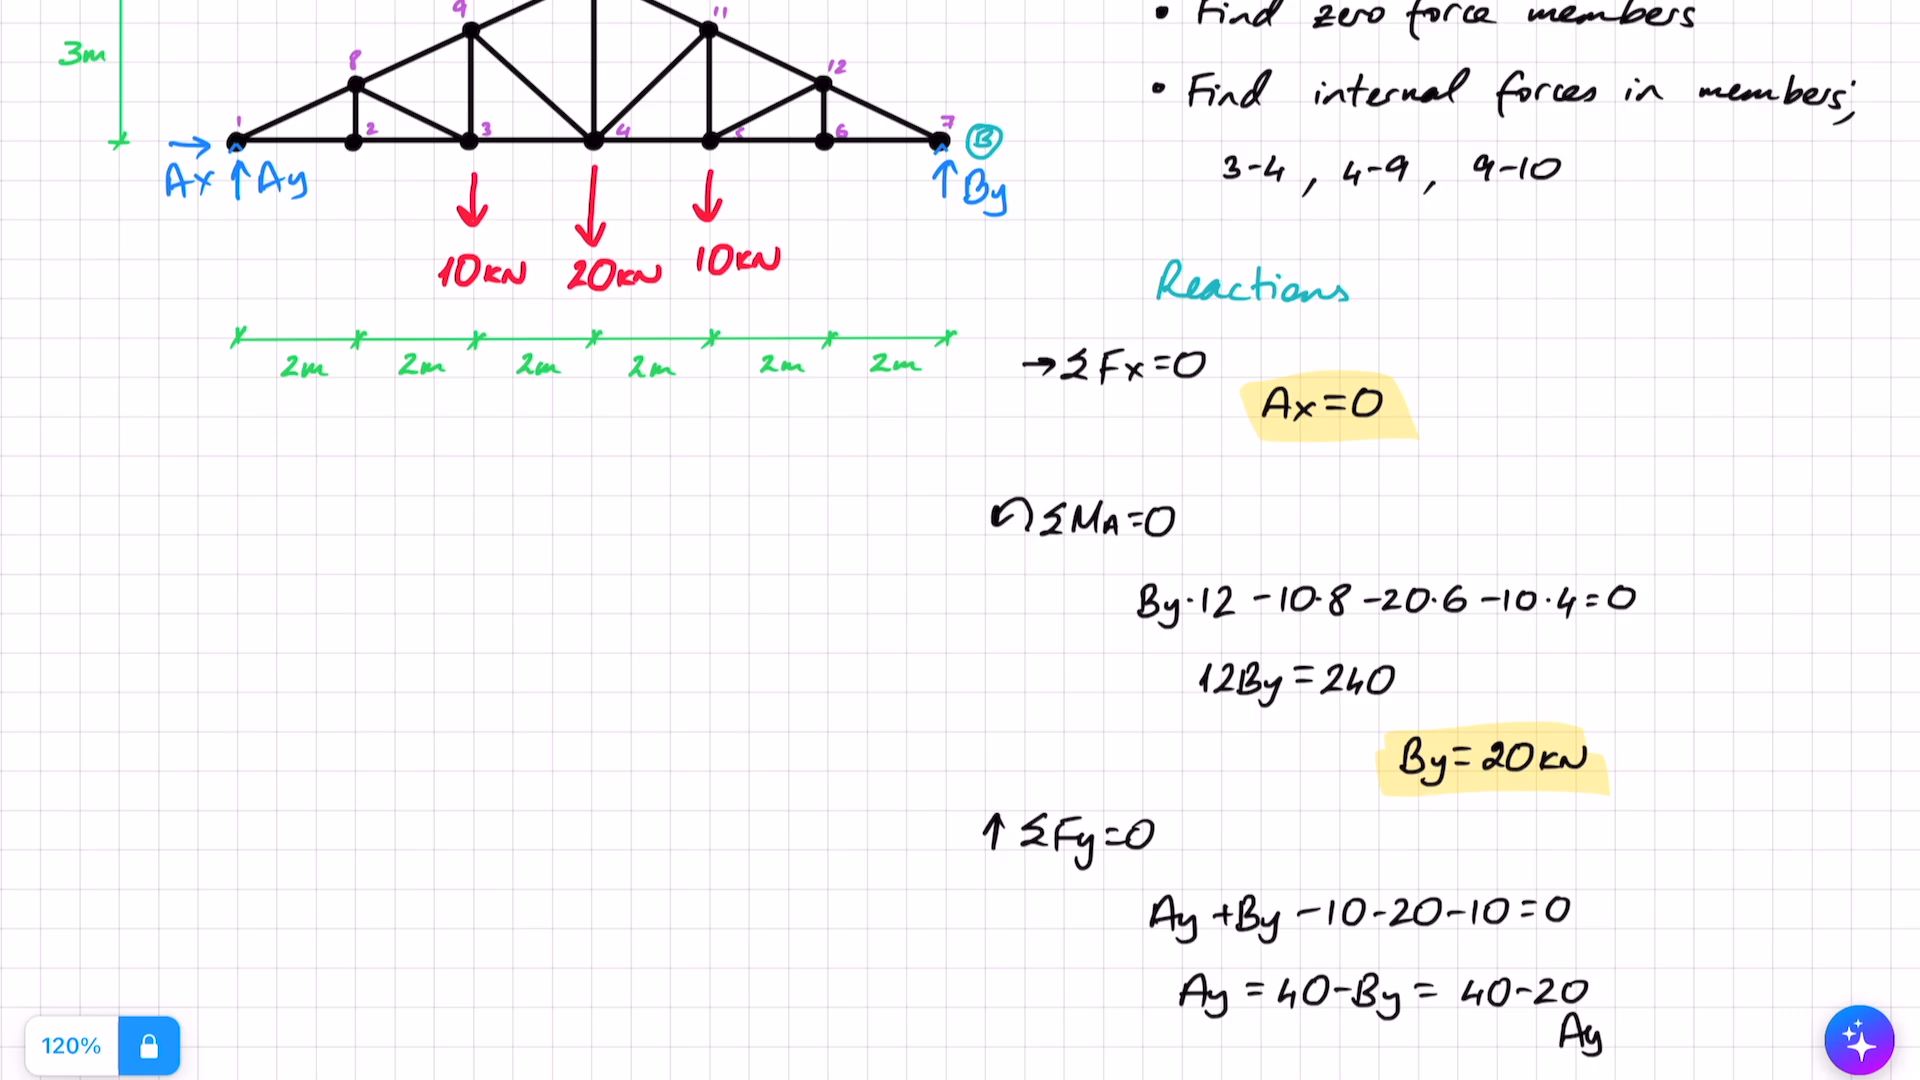 • Find zero force members
• Find internal forces in members;
3-4 , 4-9 , 9-10
3m
9
11
8
12
1
2
3
4
5
6
7
B
Ax
Ay
By
10kN
20kN
10kN
2m
2m
2m
2m
2m
2m
Reactions
→ΣFx=0
Ax=0
ΣMA=0
By·12 -10·8 -20·6 -10·4=0
12By=240
By=20kN
↑ΣFy=0
Ay+By-10-20-10=0
Ay=40-By= 40-20
Ay
120%